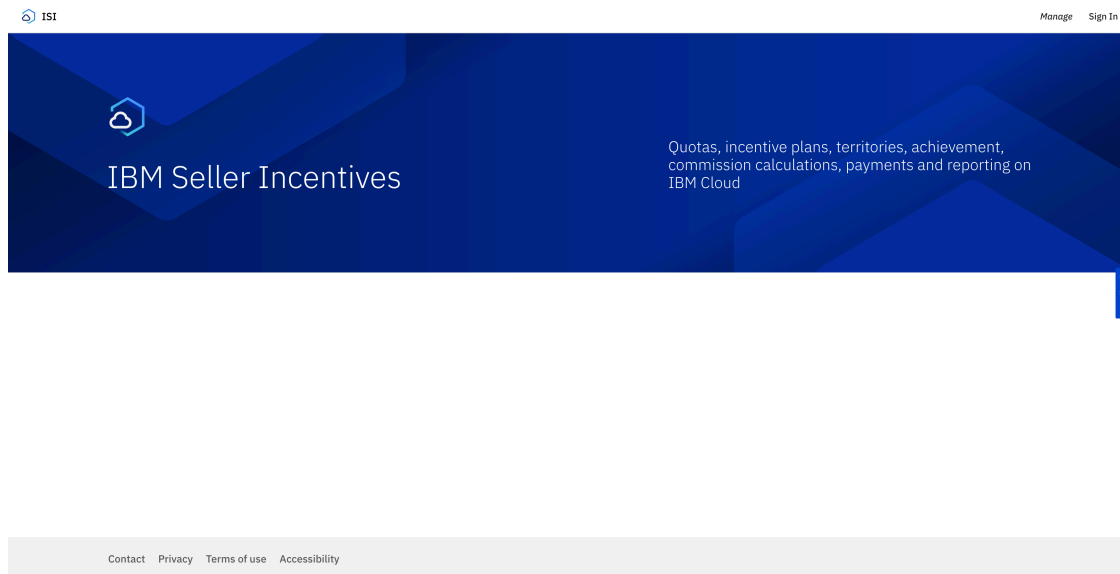 ISI
Manage Sign In
IBM Seller Incentives
Quotas, incentive plans, territories, achievement,
commission calculations, payments and reporting on
IBM Cloud
Contact Privacy Terms of use Accessibility